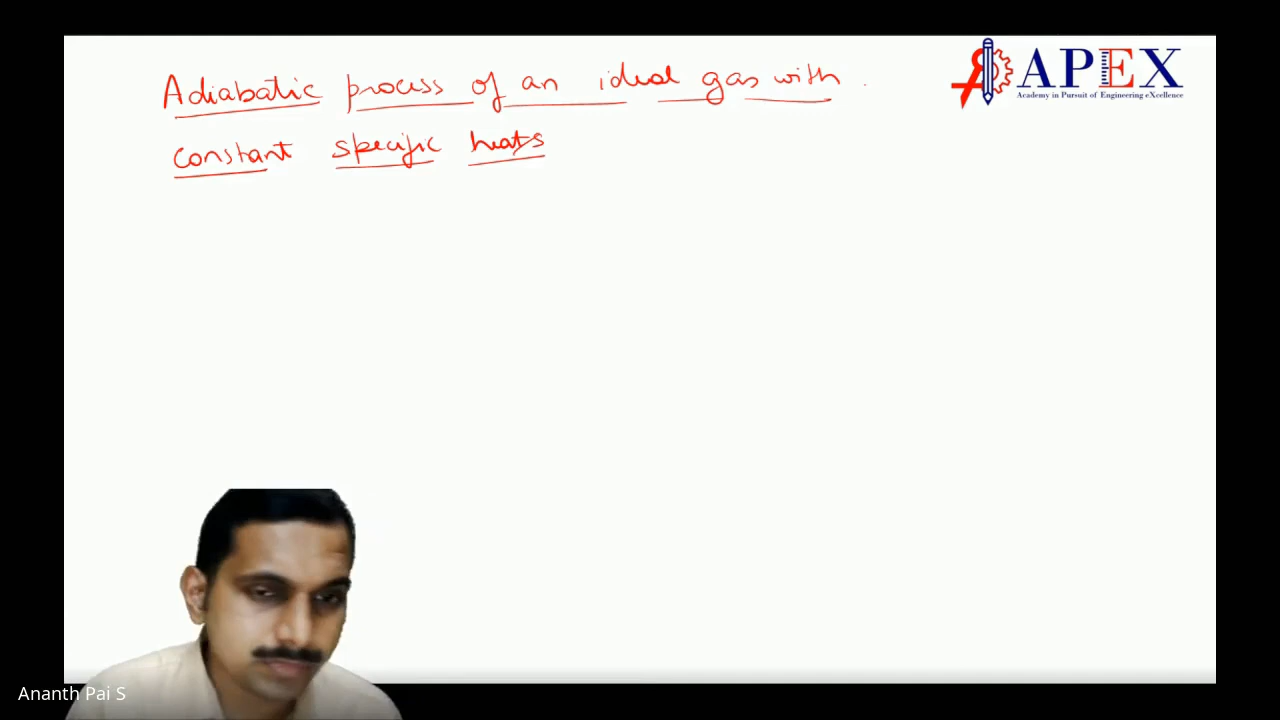 Adiabatic process of an ideal gas with
constant specific heats
APEX
Academy in Pursuit of Engineering eXcellence
Ananth Pai S